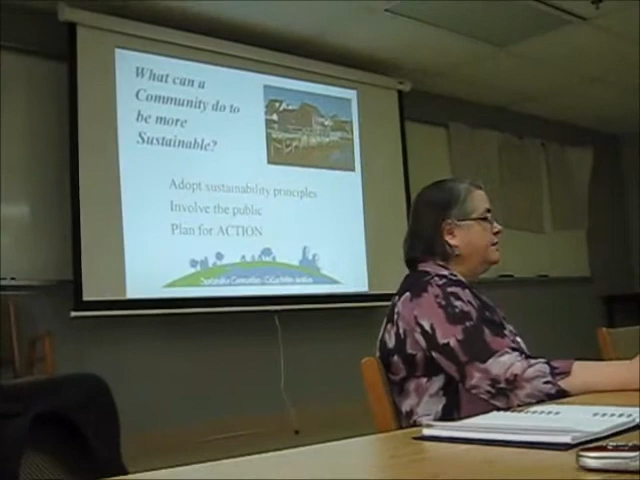 What can a
Community do to
be more
Sustainable?
Adopt sustainability principles
Involve the public
Plan for ACTION